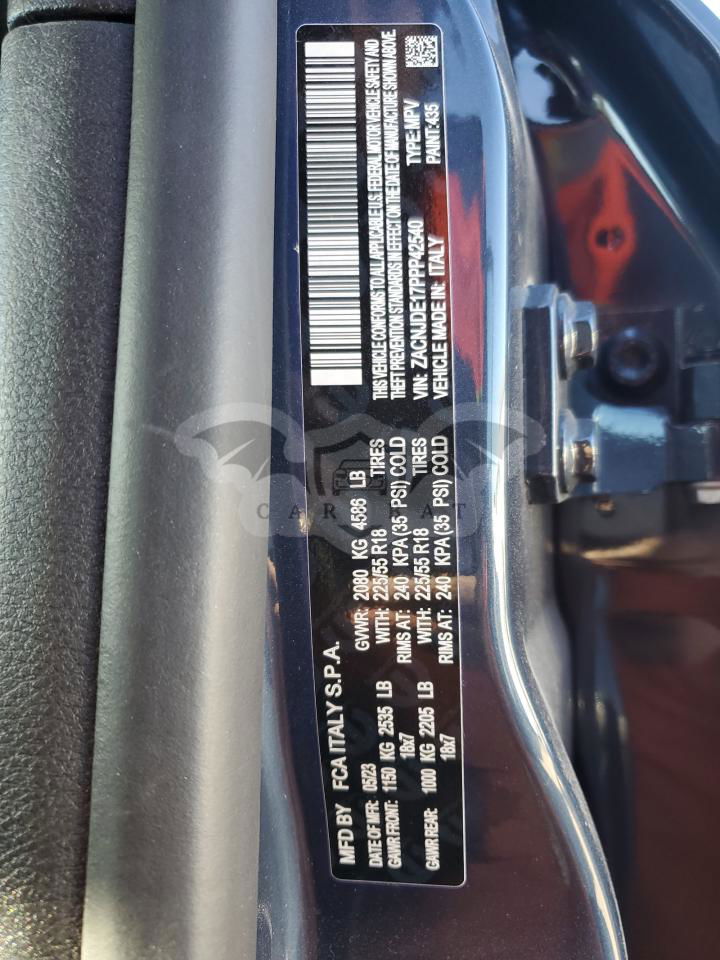 MFD BY FCA ITALY S.P.A.
DATE OF MFR: 05/23 GVWR: 2080 KG 4586 LB
GAWR FRONT: 1150 KG 2535 LB WITH: 225/55 R18 TIRES
18x7 RIMS AT: 240 KPA (35 PSI) COLD
GAWR REAR: 1000 KG 2205 LB WITH: 225/55 R18 TIRES
18x7 RIMS AT: 240 KPA (35 PSI) COLD
THIS VEHICLE CONFORMS TO ALL APPLICABLE U.S. FEDERAL MOTOR VEHICLE SAFETY AND
THEFT PREVENTION STANDARDS IN EFFECT ON THE DATE OF MANUFACTURE SHOWN ABOVE.
VIN: ZACNJDE17PPP42540 TYPE: MPV
VEHICLE MADE IN: ITALY PAINT: 435